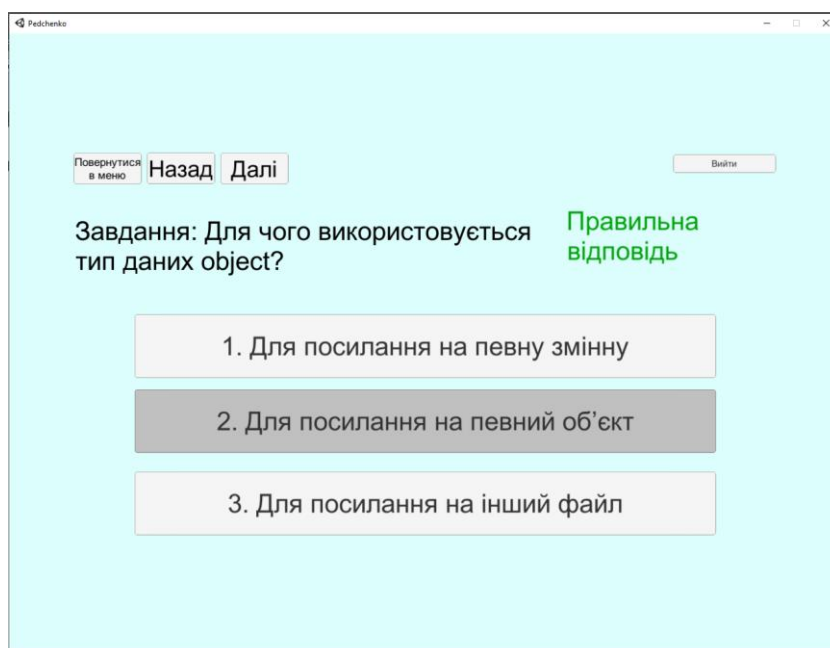 Pedchenko
Повернутися
в меню
Назад
Далі
Вийти
Завдання: Для чого використовується
тип даних object?
Правильна
відповідь
1. Для посилання на певну змінну
2. Для посилання на певний об’єкт
3. Для посилання на інший файл